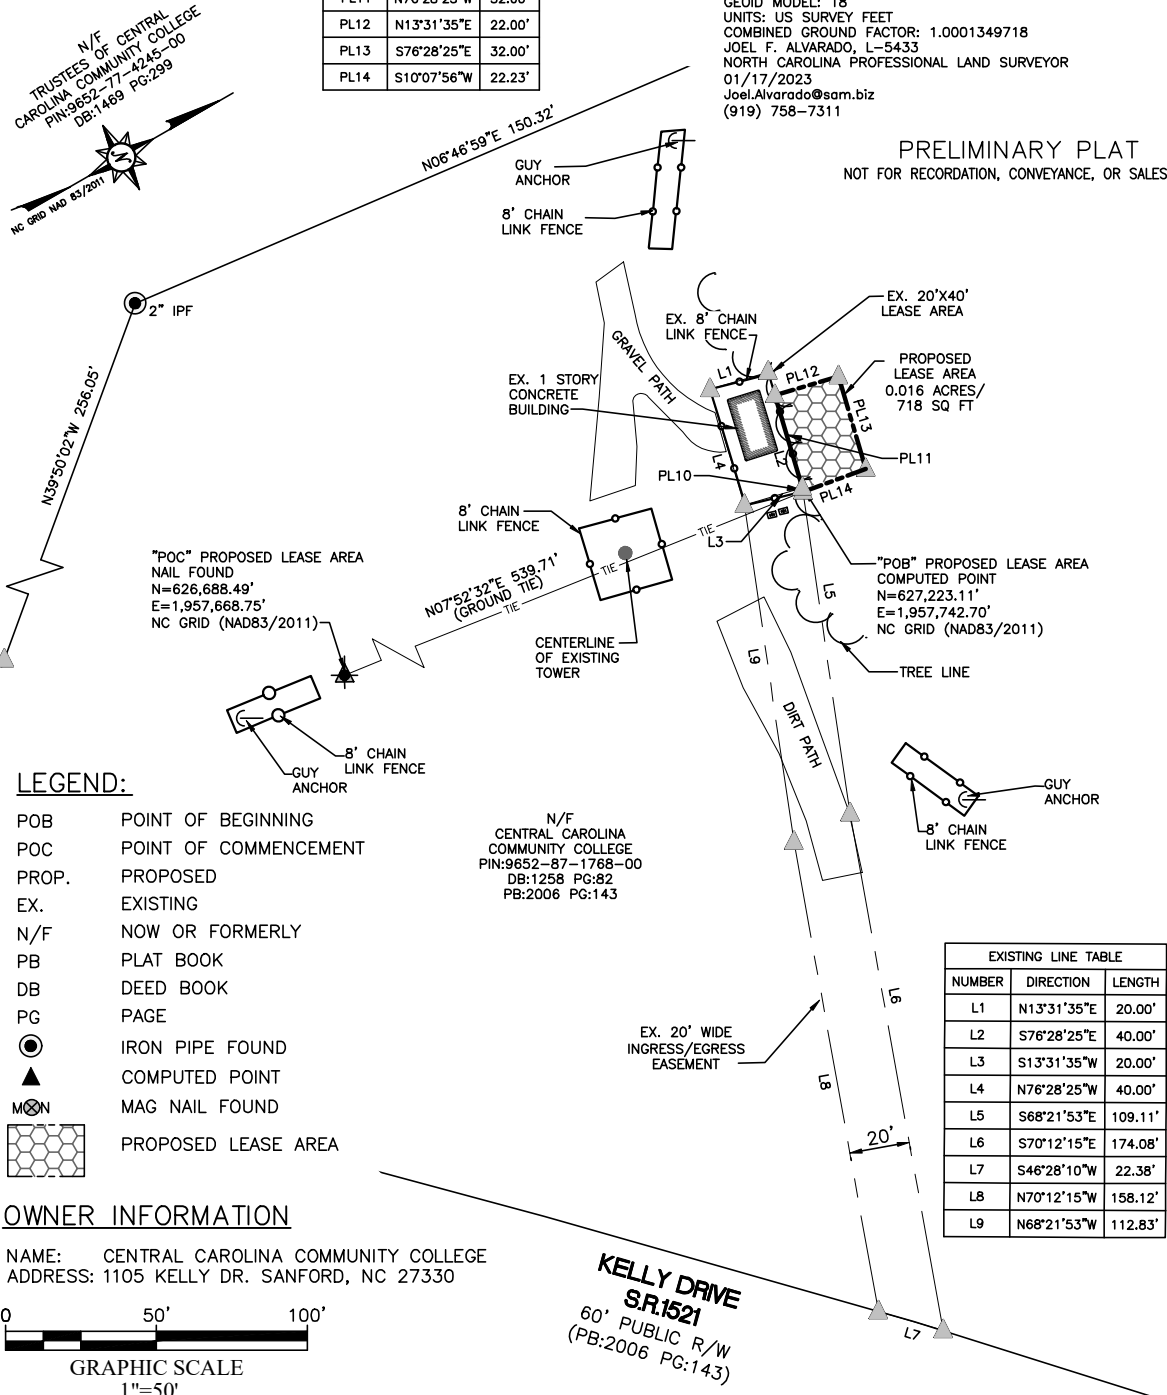 N/F
TRUSTEES OF CENTRAL
CAROLINA COMMUNITY COLLEGE
PIN:9652-77-4245-00
DB:1469 PG:299
NC GRID NAD 83/2011
N
PL12 N13°31'35"E 22.00'
PL13 S76°28'25"E 32.00'
PL14 S10°07'56"W 22.23'
GEOID MODEL: 18
UNITS: US SURVEY FEET
COMBINED GROUND FACTOR: 1.0001349718
JOEL F. ALVARADO, L-5433
NORTH CAROLINA PROFESSIONAL LAND SURVEYOR
01/17/2023
Joel.Alvarado@sam.biz
(919) 758-7311
PRELIMINARY PLAT
NOT FOR RECORDATION, CONVEYANCE, OR SALES
N06°46'59"E 150.32'
GUY
ANCHOR
8' CHAIN
LINK FENCE
2" IPF
N39°50'02"W 256.05'
GRAVEL PATH
EX. 8' CHAIN
LINK FENCE
EX. 20'X40'
LEASE AREA
EX. 1 STORY
CONCRETE
BUILDING
PROPOSED
LEASE AREA
0.016 ACRES/
718 SQ FT
L1
PL12
PL13
L4
L2
PL11
PL10
PL14
L3
8' CHAIN
LINK FENCE
TIE
TIE
TIE
N07°52'32"E 539.71'
(GROUND TIE)
"POC" PROPOSED LEASE AREA
NAIL FOUND
N=626,688.49'
E=1,957,668.75'
NC GRID (NAD83/2011)
"POB" PROPOSED LEASE AREA
COMPUTED POINT
N=627,223.11'
E=1,957,742.70'
NC GRID (NAD83/2011)
L5
CENTERLINE
OF EXISTING
TOWER
L9
TREE LINE
DIRT PATH
8' CHAIN
LINK FENCE
GUY
ANCHOR
GUY
ANCHOR
8' CHAIN
LINK FENCE
N/F
CENTRAL CAROLINA
COMMUNITY COLLEGE
PIN:9652-87-1768-00
DB:1258 PG:82
PB:2006 PG:143
LEGEND:
POB POINT OF BEGINNING
POC POINT OF COMMENCEMENT
PROP. PROPOSED
EX. EXISTING
N/F NOW OR FORMERLY
PB PLAT BOOK
DB DEED BOOK
PG PAGE
IRON PIPE FOUND
COMPUTED POINT
M N MAG NAIL FOUND
PROPOSED LEASE AREA
L6
EX. 20' WIDE
INGRESS/EGRESS
EASEMENT
L8
20'
EXISTING LINE TABLE
NUMBER DIRECTION LENGTH
L1 N13°31'35"E 20.00'
L2 S76°28'25"E 40.00'
L3 S13°31'35"W 20.00'
L4 N76°28'25"W 40.00'
L5 S68°21'53"E 109.11'
L6 S70°12'15"E 174.08'
L7 S46°28'10"W 22.38'
L8 N70°12'15"W 158.12'
L9 N68°21'53"W 112.83'
OWNER INFORMATION
NAME: CENTRAL CAROLINA COMMUNITY COLLEGE
ADDRESS: 1105 KELLY DR. SANFORD, NC 27330
0 50' 100'
GRAPHIC SCALE
1"=50'
KELLY DRIVE
S.R.1521
60' PUBLIC R/W
(PB:2006 PG:143)
L7